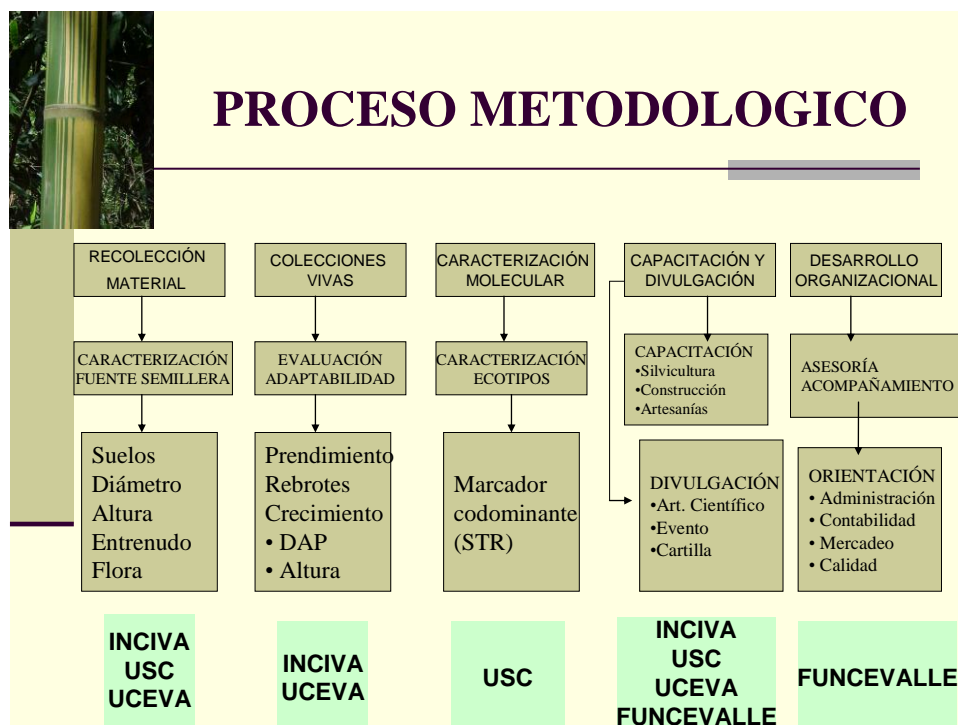 PROCESO METODOLOGICO
RECOLECCIÓN
MATERIAL
CARACTERIZACIÓN
FUENTE SEMILLERA
Suelos
Diámetro
Altura
Entrenudo
Flora
INCIVA
USC
UCEVA
COLECCIONES
VIVAS
EVALUACIÓN
ADAPTABILIDAD
Prendimiento
Rebrotes
Crecimiento
• DAP
• Altura
INCIVA
UCEVA
CARACTERIZACIÓN
MOLECULAR
CARACTERIZACIÓN
ECOTIPOS
Marcador
codominante
(STR)
USC
CAPACITACIÓN Y
DIVULGACIÓN
CAPACITACIÓN
•Silvicultura
•Construcción
•Artesanías
DIVULGACIÓN
•Art. Científico
•Evento
•Cartilla
INCIVA
USC
UCEVA
FUNCEVALLE
DESARROLLO
ORGANIZACIONAL
ASESORÍA
ACOMPAÑAMIENTO
ORIENTACIÓN
• Administración
• Contabilidad
• Mercadeo
• Calidad
FUNCEVALLE